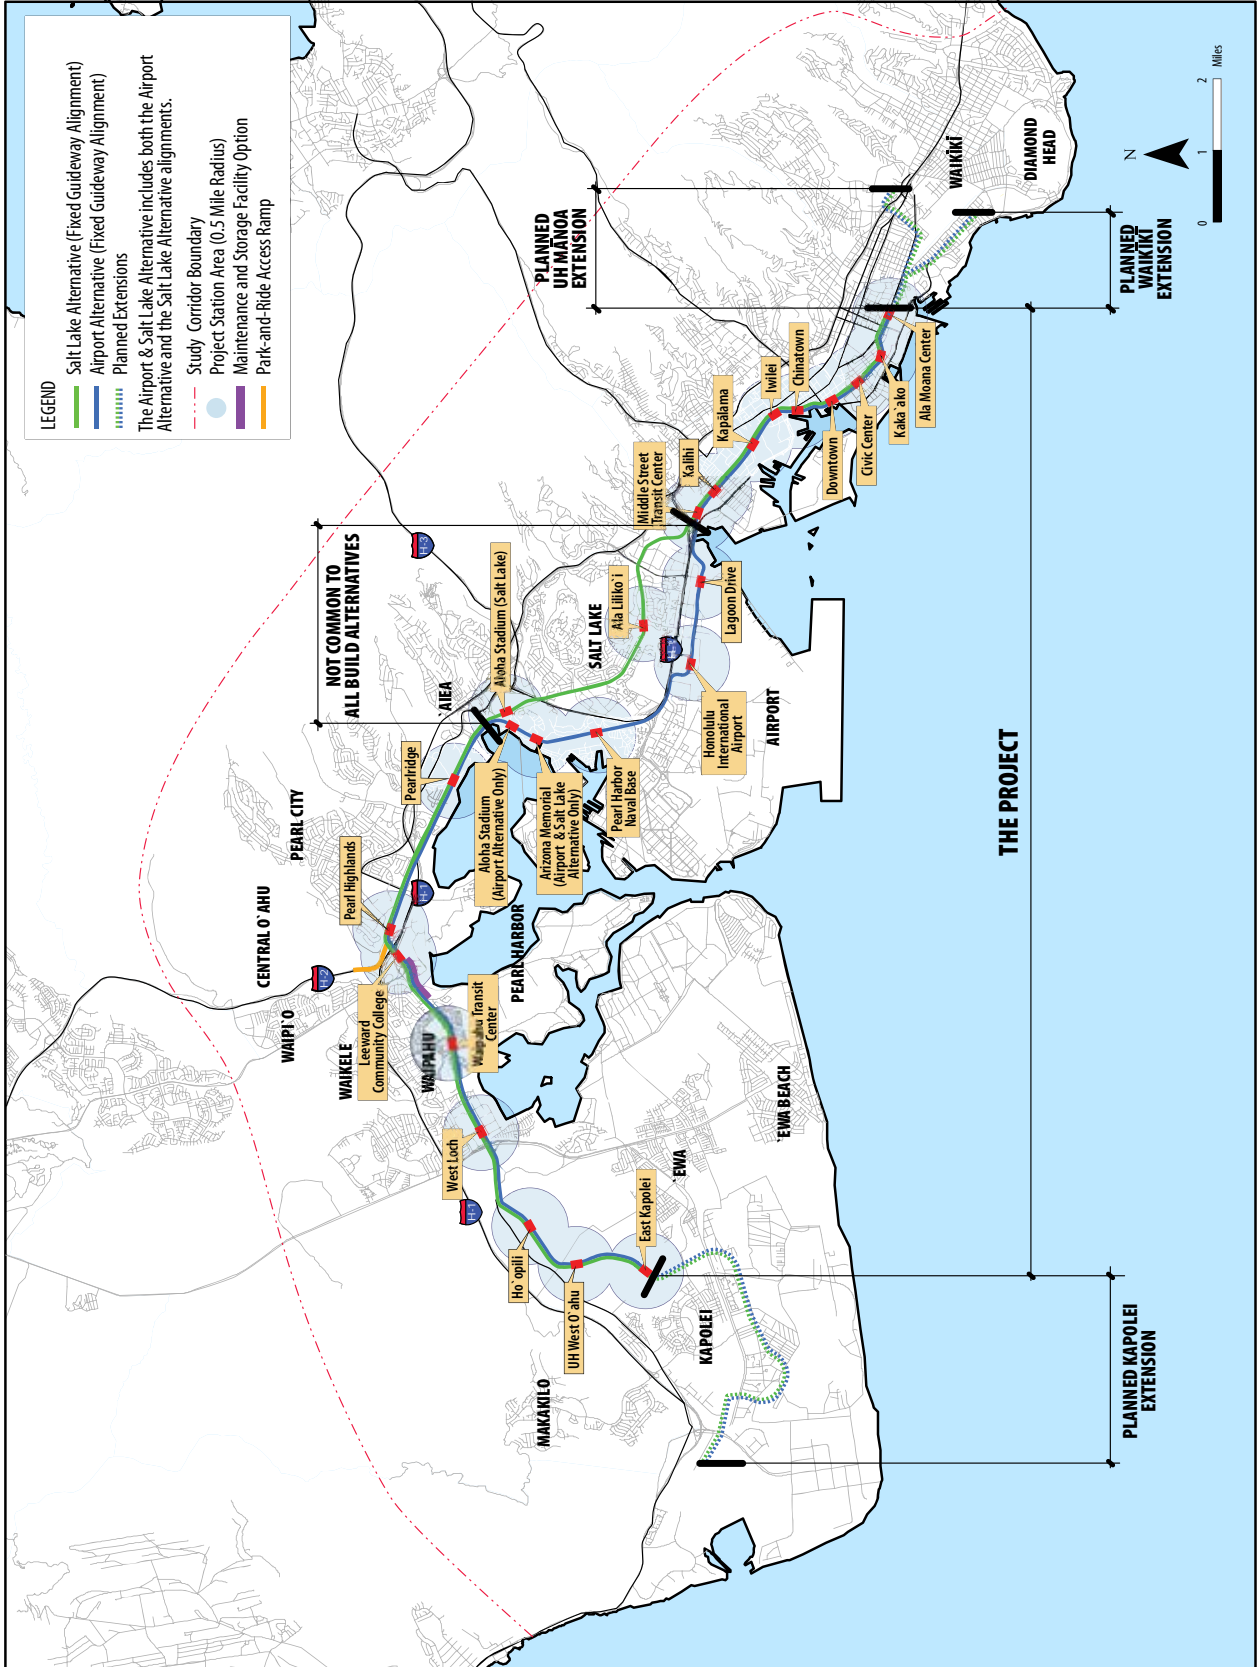 LEGEND
Salt Lake Alternative (Fixed Guideway Alignment)
Airport Alternative (Fixed Guideway Alignment)
Planned Extensions
The Airport & Salt Lake Alternative includes both the Airport
Alternative and the Salt Lake Alternative alignments.
Study Corridor Boundary
Project Station Area (0.5 Mile Radius)
Maintenance and Storage Facility Option
Park-and-Ride Access Ramp
NOT COMMON TO
ALL BUILD ALTERNATIVES
PLANNED
UH MĀNOA
EXTENSION
PLANNED
WAIKĪKĪ
EXTENSION
PLANNED KAPOLEI
EXTENSION
THE PROJECT
MAKAKILO
KAPOLEI
`EWA
`EWA BEACH
WAIPAHU
WAIKELE
WAIPI`O
CENTRAL O`AHU
PEARL CITY
PEARL HARBOR
`AIEA
SALT LAKE
AIRPORT
WAIKĪKĪ
DIAMOND
HEAD
East Kapolei
UH West O`ahu
Ho`opili
West Loch
Waipahu Transit
Center
Leeward
Community College
Pearl Highlands
Pearlridge
Aloha Stadium (Salt Lake)
Aloha Stadium
(Airport Alternative Only)
Arizona Memorial
(Airport & Salt Lake
Alternative Only)
Pearl Harbor
Naval Base
Honolulu
International
Airport
Lagoon Drive
Ala Liliko`i
Middle Street
Transit Center
Kalihi
Kapālama
Iwilei
Chinatown
Downtown
Civic Center
Kaka`ako
Ala Moana Center
H-1
H-2
H-1
H-3
H-1
N
0
1
2
Miles